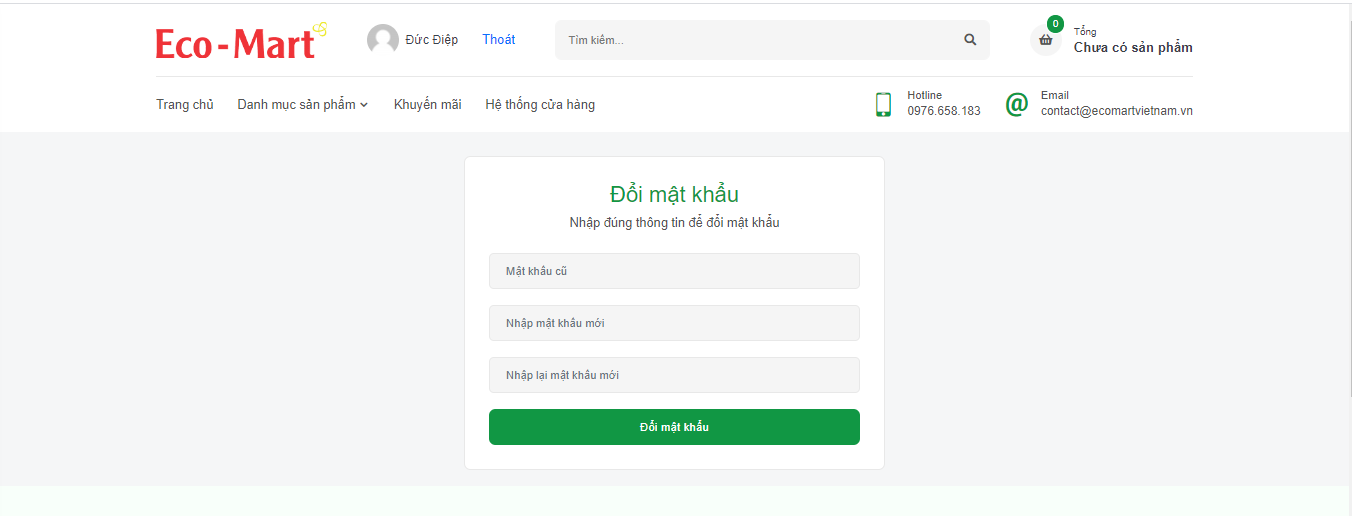 Eco-Mart
Đức Điệp
Thoát
Tìm kiếm...
0
Tổng
Chưa có sản phẩm
Trang chủ
Danh mục sản phẩm
Khuyến mãi
Hệ thống cửa hàng
Hotline
0976.658.183
@
Email
contact@ecomartvietnam.vn
Đổi mật khẩu
Nhập đúng thông tin để đổi mật khẩu
Mật khẩu cũ
Nhập mật khẩu mới
Nhập lại mật khẩu mới
Đổi mật khẩu